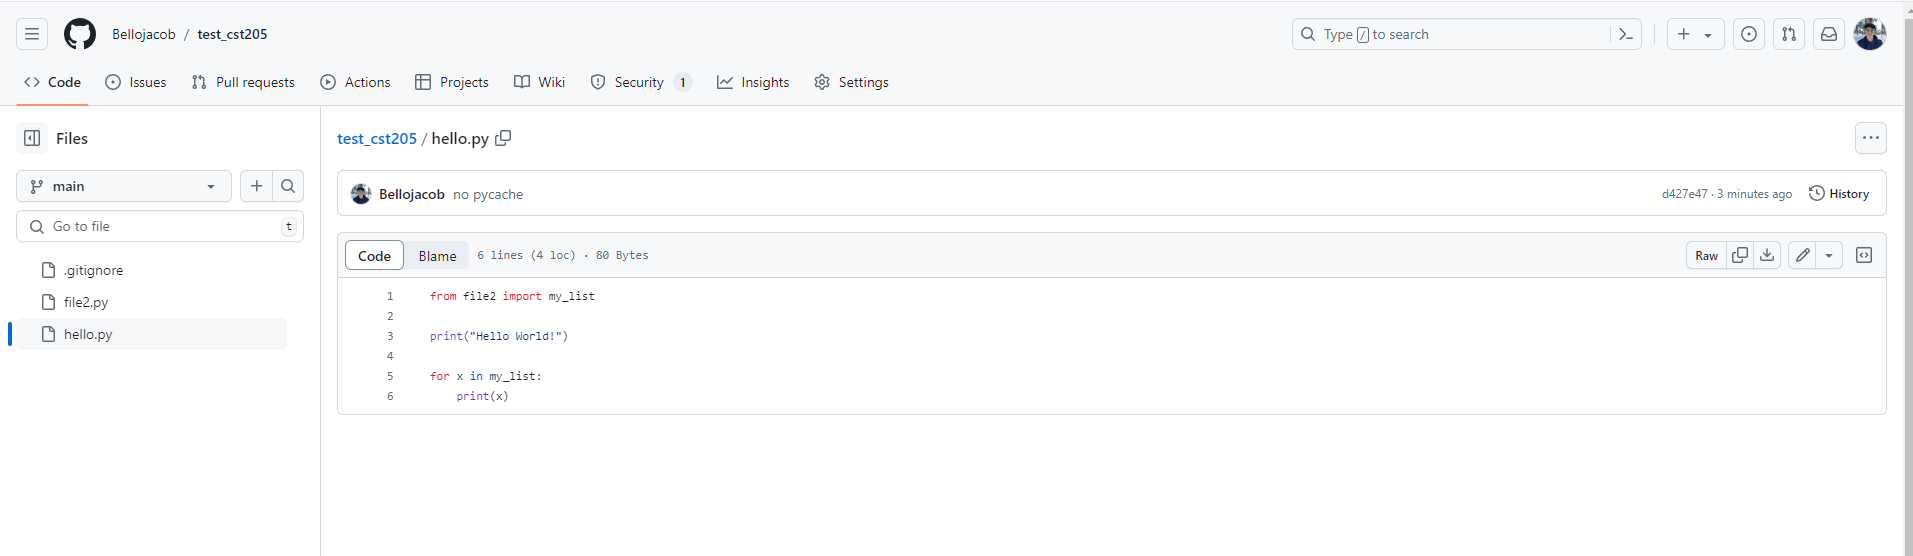 Bellojacob / test_cst205
Type / to search
Code Issues Pull requests Actions Projects Wiki Security 1 Insights Settings
Files
test_cst205 / hello.py
main
Bellojacob no pycache
d427e47 · 3 minutes ago History
Go to file
t
Code Blame 6 lines (4 loc) · 80 Bytes
Raw
.gitignore
file2.py
hello.py
1 from file2 import my_list
2
3 print("Hello World!")
4
5 for x in my_list:
6     print(x)